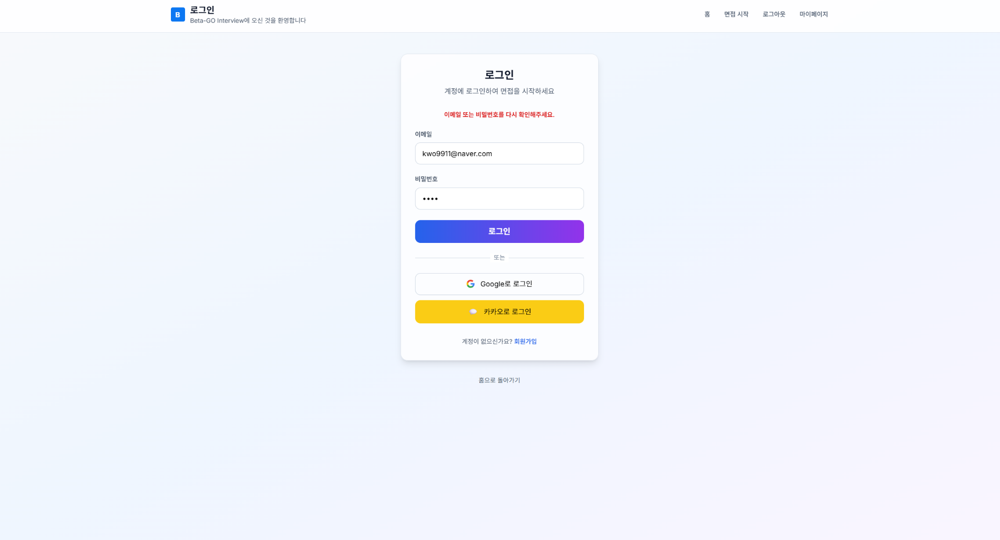 B
로그인
Beta-GO Interview에 오신 것을 환영합니다
홈 면접 시작 로그아웃 마이페이지
로그인
계정에 로그인하여 면접을 시작하세요
이메일 또는 비밀번호를 다시 확인해주세요.
이메일
kwo9911@naver.com
비밀번호
••••
로그인
또는
Google로 로그인
카카오로 로그인
계정이 없으신가요? 회원가입
홈으로 돌아가기